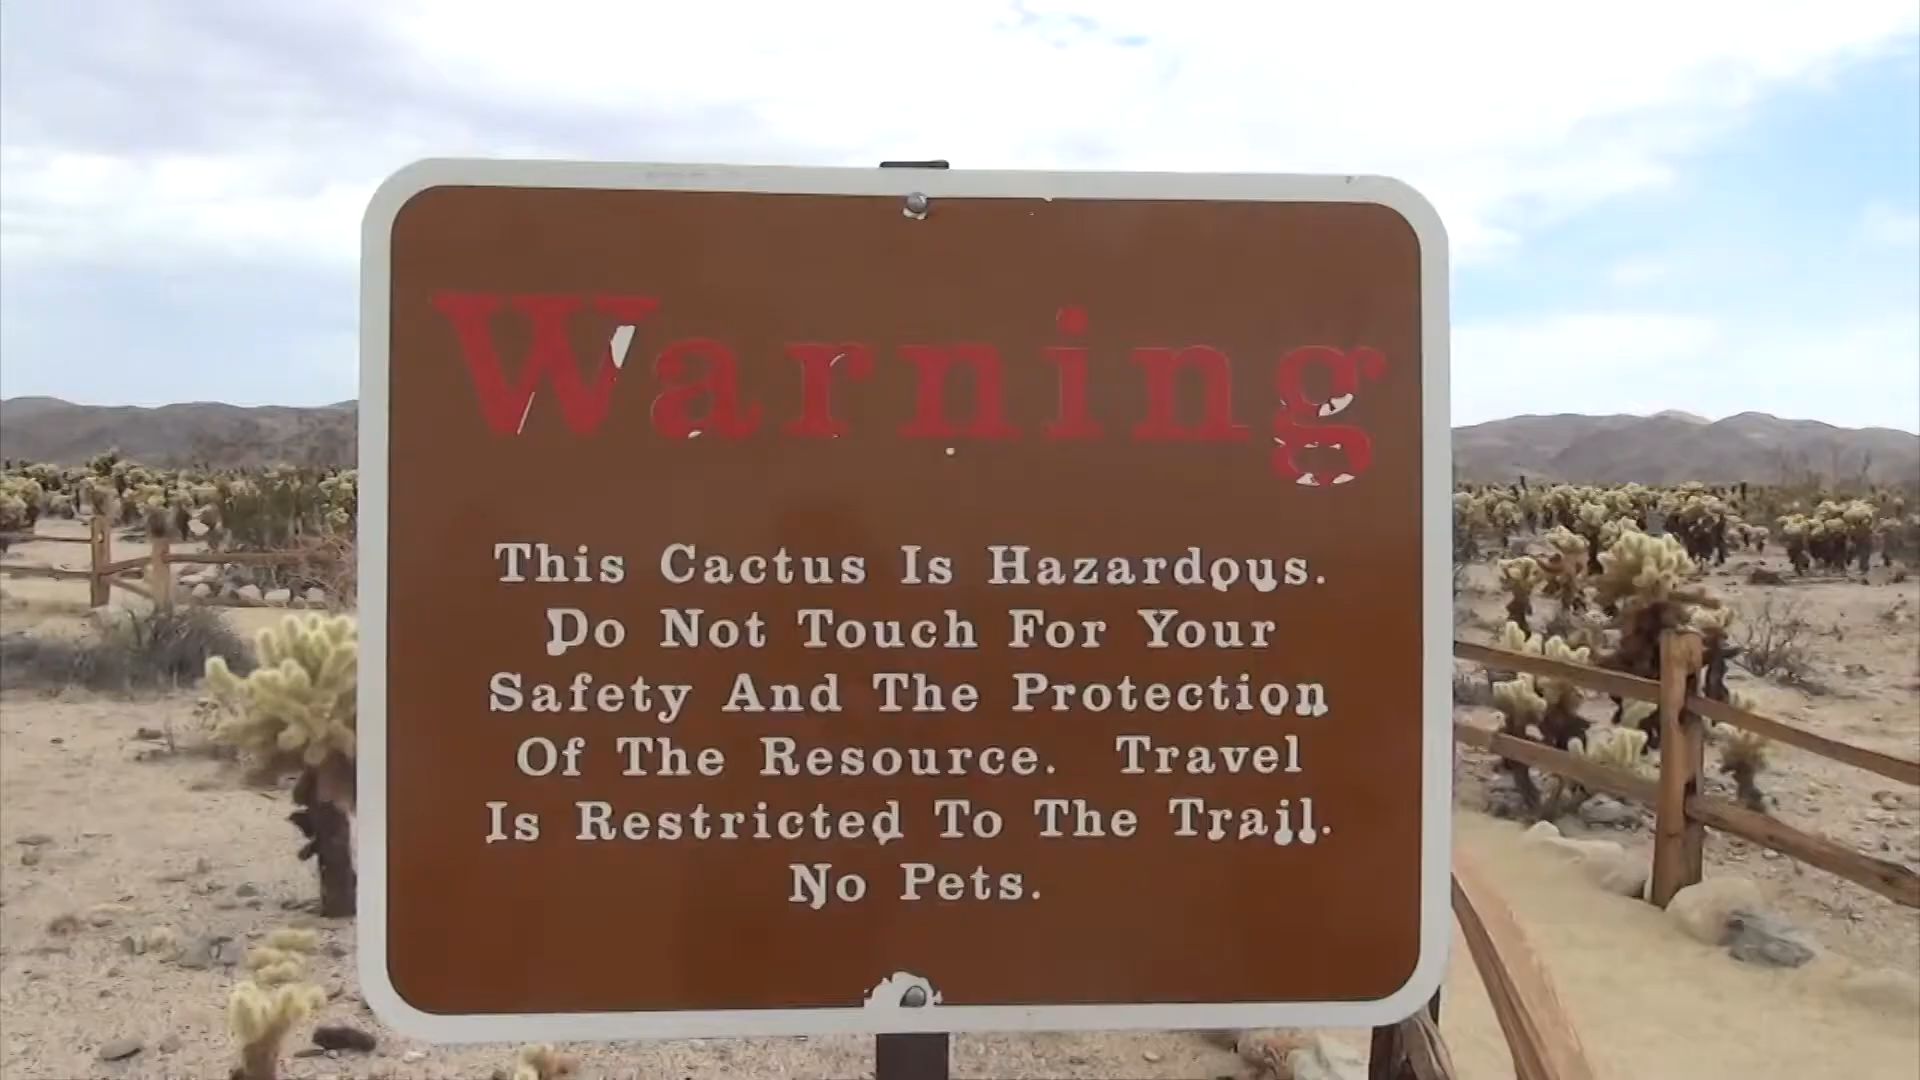 Warning
This Cactus Is Hazardous.
Do Not Touch For Your
Safety And The Protection
Of The Resource. Travel
Is Restricted To The Trail.
No Pets.